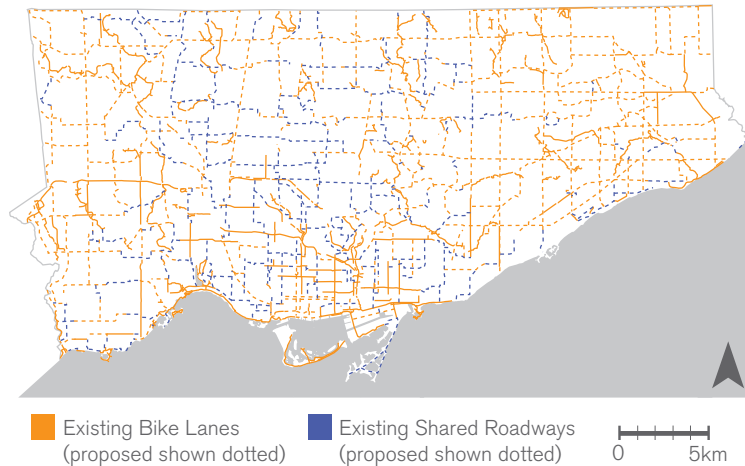 Existing Bike Lanes
(proposed shown dotted)
Existing Shared Roadways
(proposed shown dotted)
0 5km